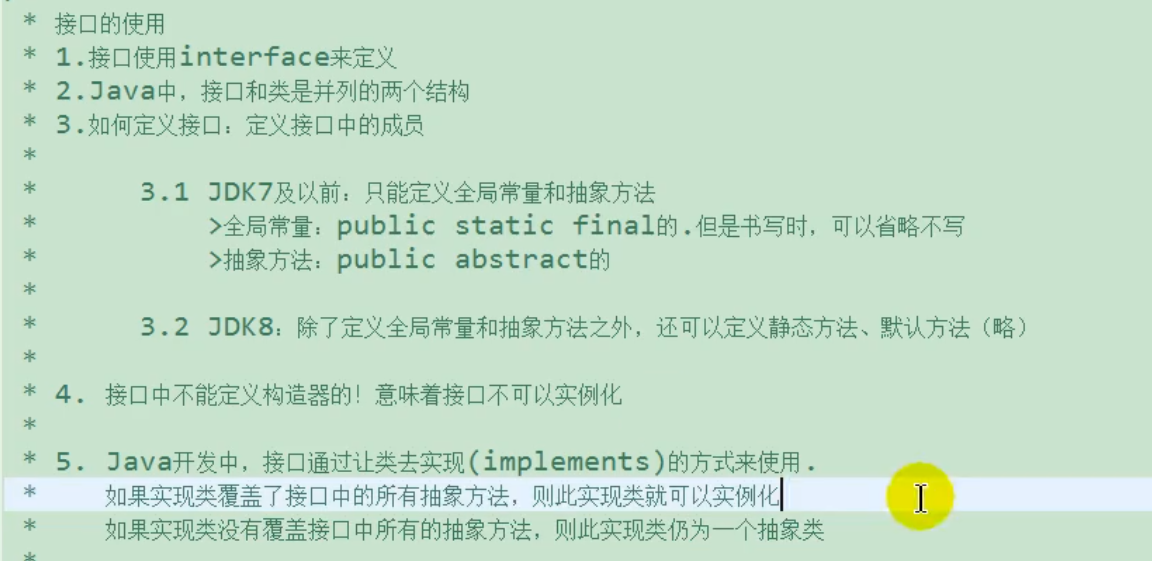 * 接口的使用
* 1.接口使用interface来定义
* 2.Java中，接口和类是并列的两个结构
* 3.如何定义接口：定义接口中的成员
*
* 3.1 JDK7及以前：只能定义全局常量和抽象方法
* >全局常量：public static final的.但是书写时，可以省略不写
* >抽象方法：public abstract的
*
* 3.2 JDK8：除了定义全局常量和抽象方法之外，还可以定义静态方法、默认方法（略）
*
* 4. 接口中不能定义构造器的！意味着接口不可以实例化
*
* 5. Java开发中，接口通过让类去实现(implements)的方式来使用.
* 如果实现类覆盖了接口中的所有抽象方法，则此实现类就可以实例化
* 如果实现类没有覆盖接口中所有的抽象方法，则此实现类仍为一个抽象类
*